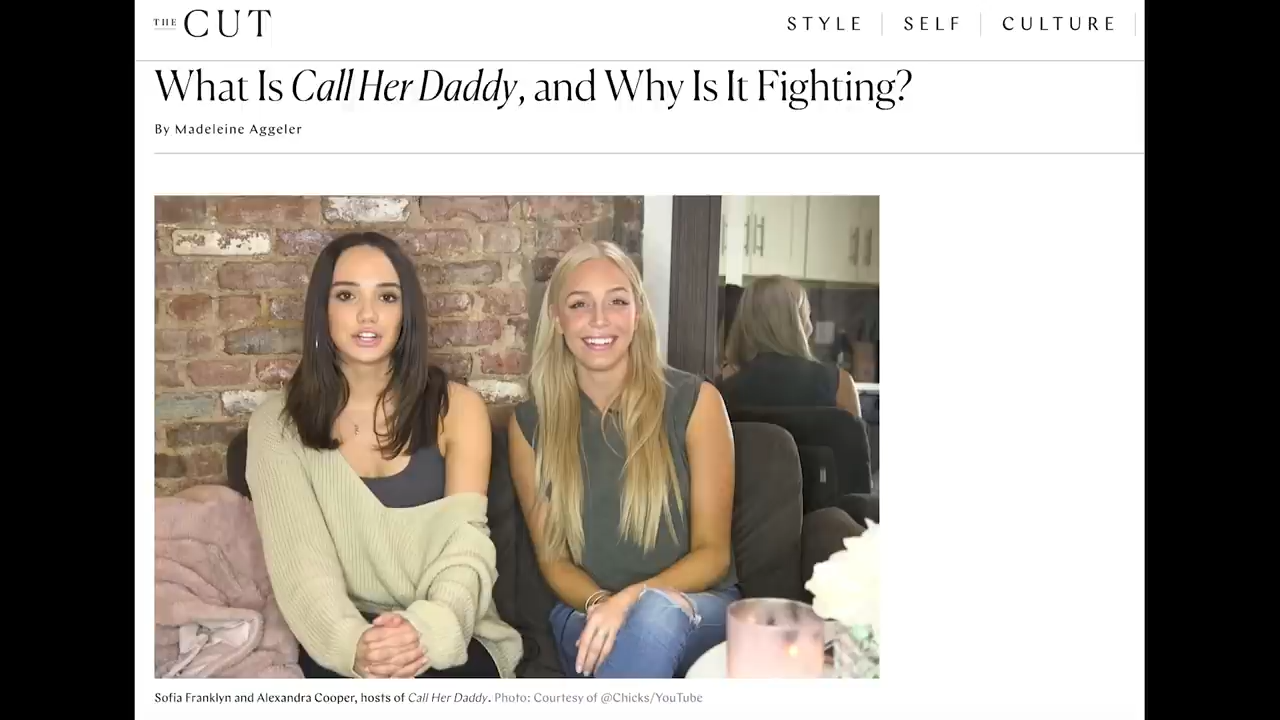 THE CUT
STYLE SELF CULTURE
What Is Call Her Daddy, and Why Is It Fighting?
By Madeleine Aggeler
Sofia Franklyn and Alexandra Cooper, hosts of Call Her Daddy. Photo: Courtesy of @Chicks/YouTube